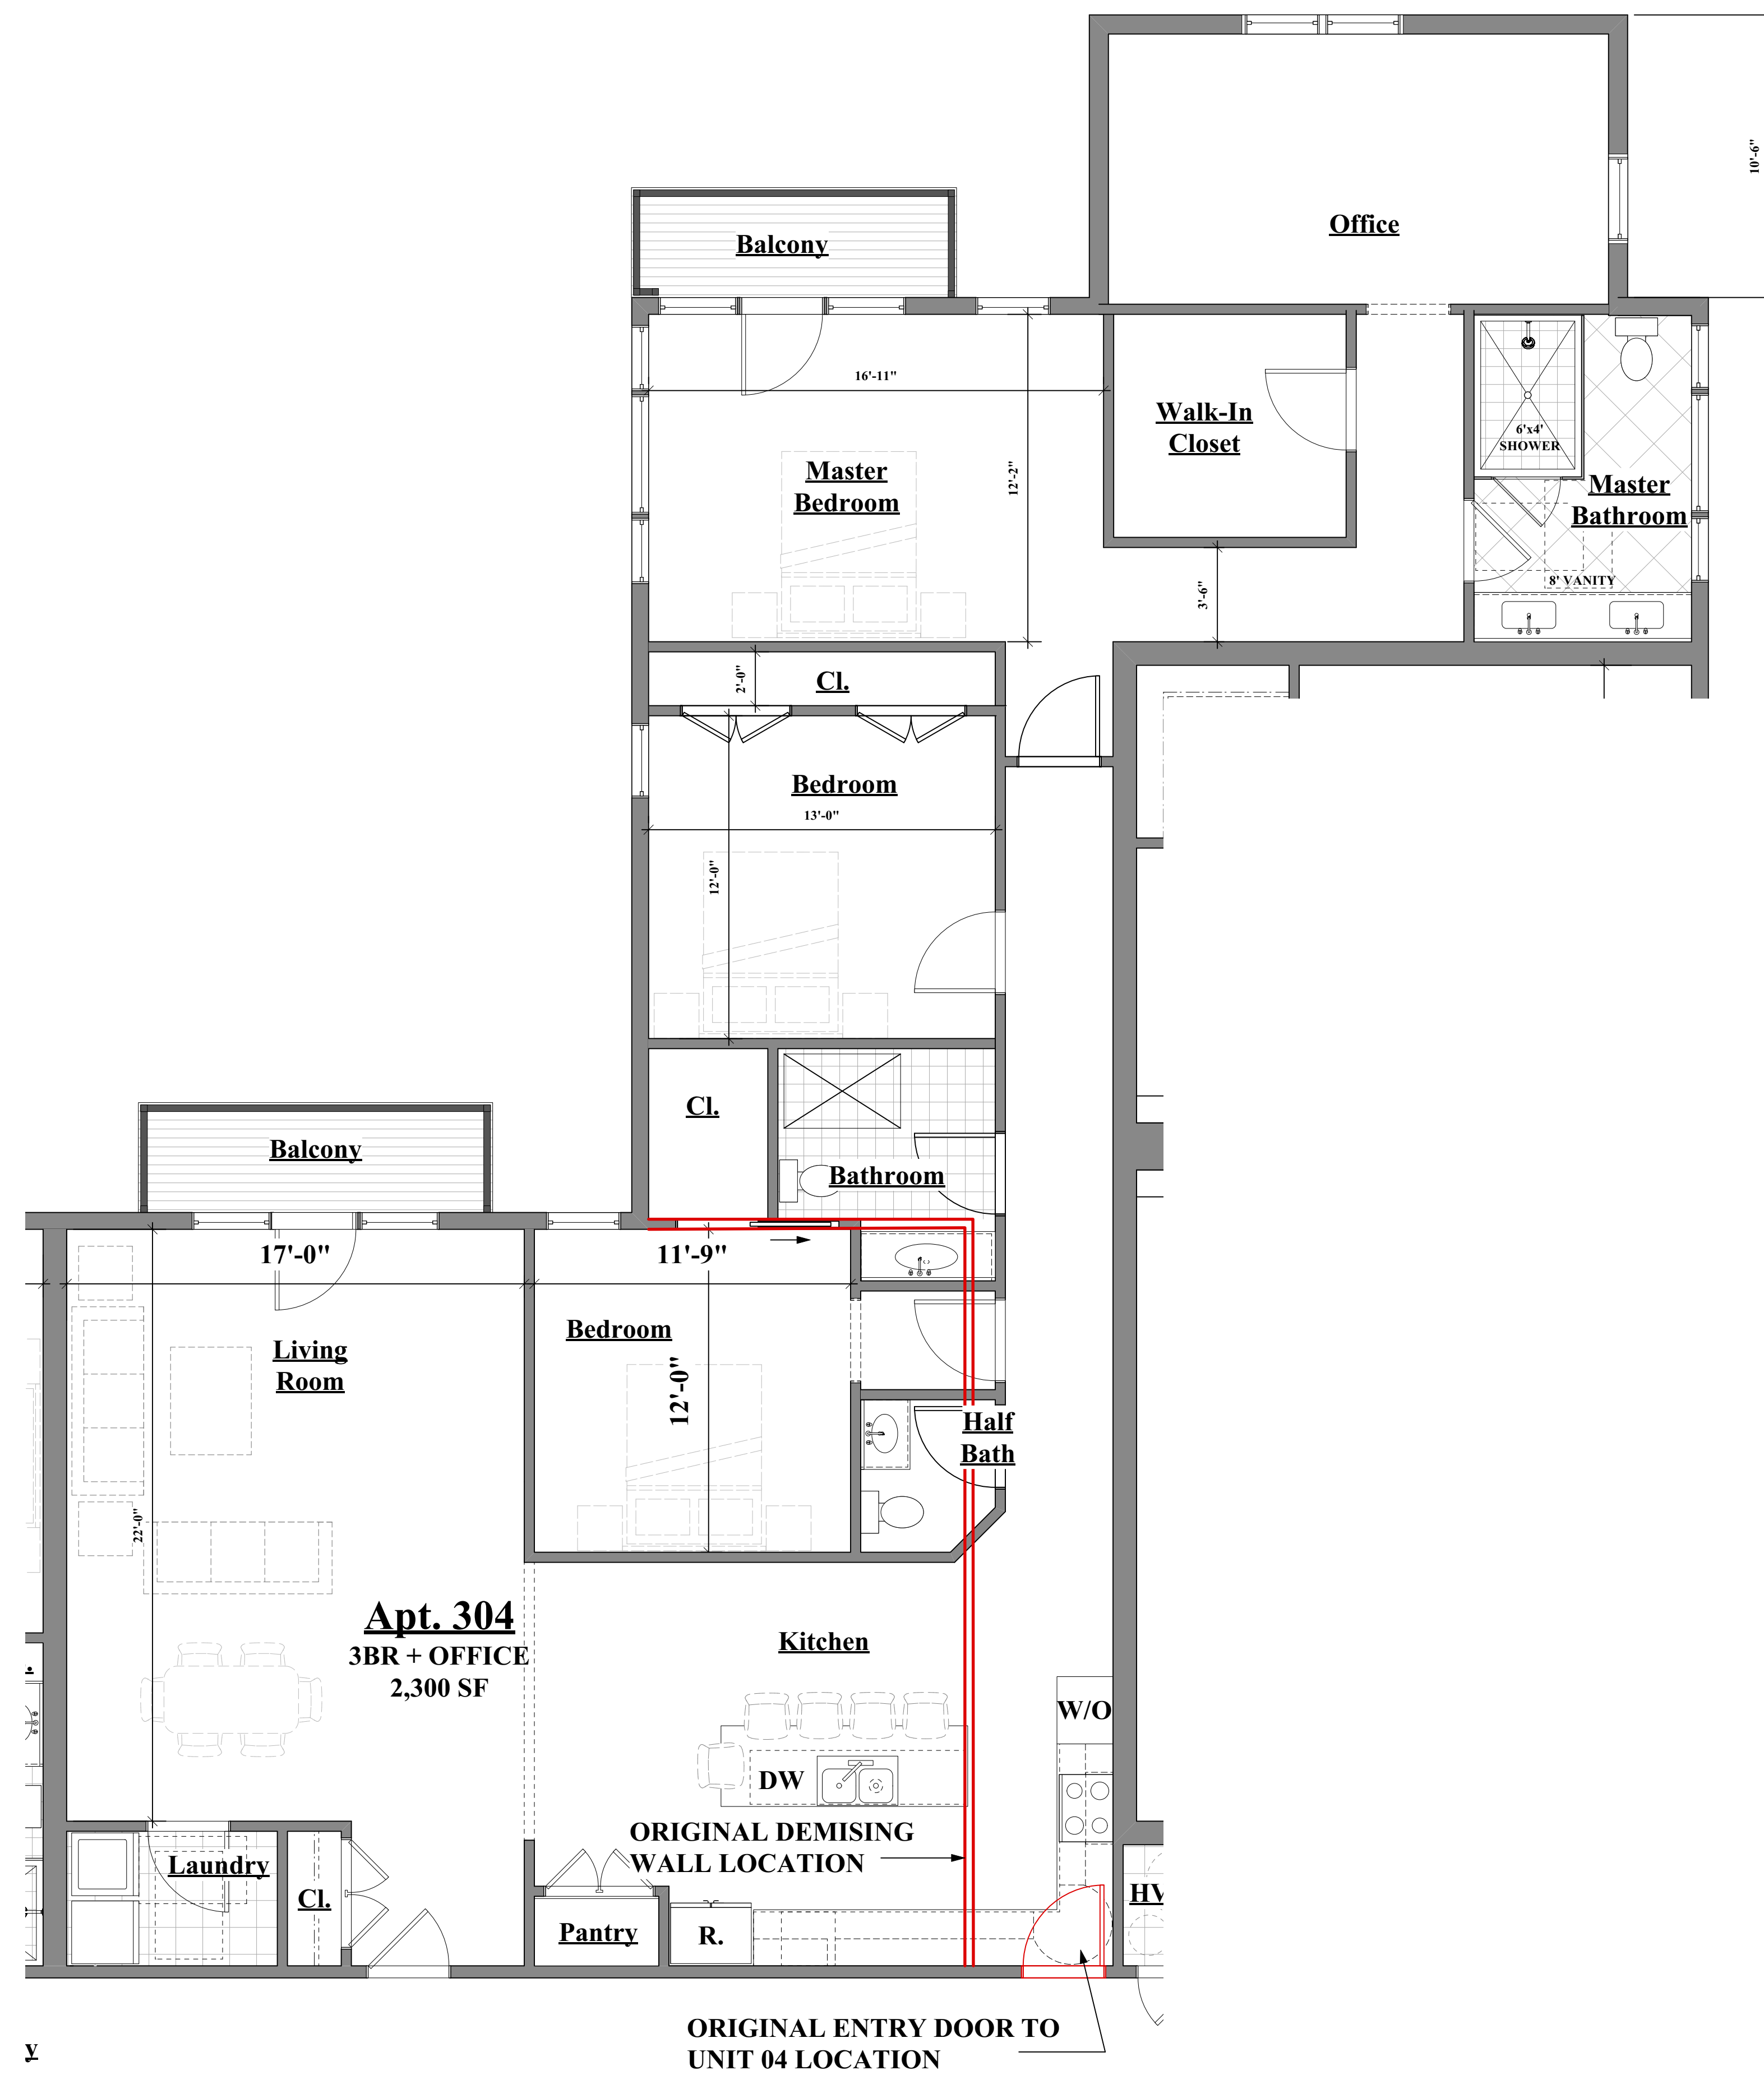 10'-6"
Office
Balcony
16'-11"
Walk-In
Closet
6'x4'
SHOWER
Master
Bedroom
12'-2"
Master
Bathroom
8' VANITY
3'-6"
2'-0"
Cl.
Bedroom
13'-0"
12'-0"
Cl.
Balcony
Bathroom
17'-0"
11'-9"
Bedroom
Living
Room
12'-0"
Half
Bath
22'-0"
Apt. 304
3BR + OFFICE
2,300 SF
Kitchen
W/O
DW
ORIGINAL DEMISING
WALL LOCATION
Laundry
Cl.
Pantry
R.
HV
ORIGINAL ENTRY DOOR TO
UNIT 04 LOCATION
y